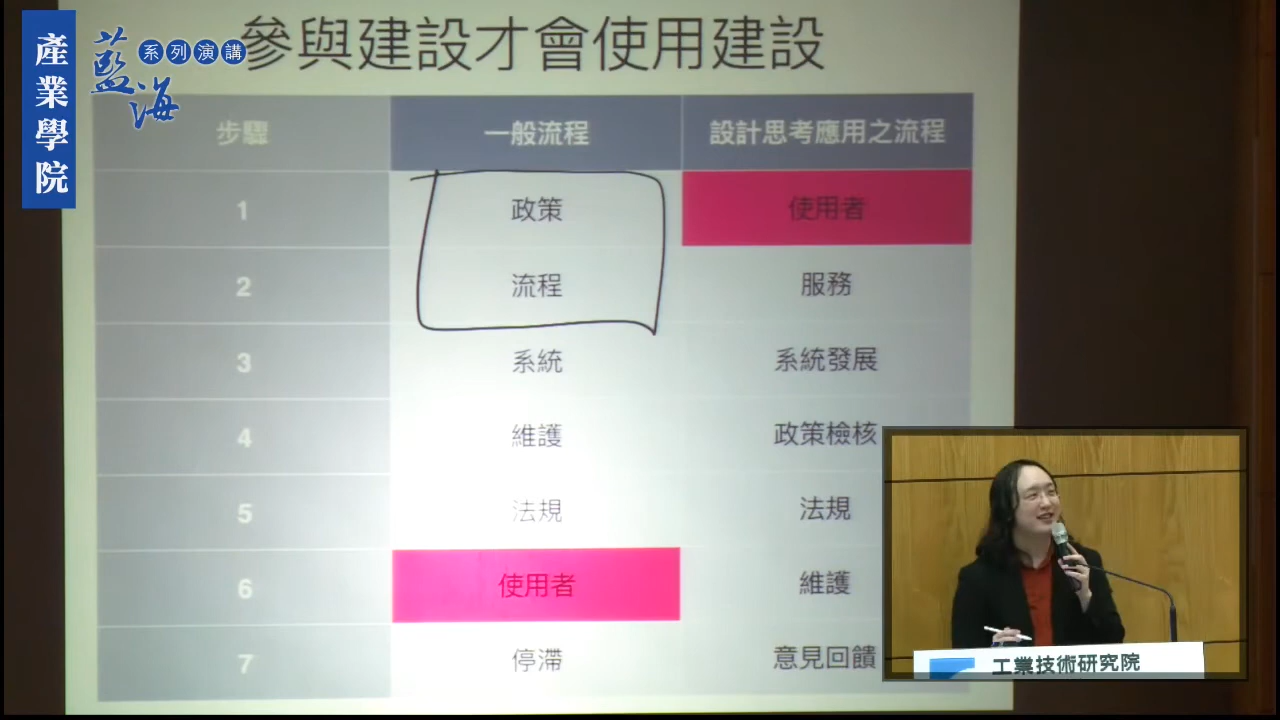 產業學院
藍海
系列演講
參與建設才會使用建設
步驟 一般流程 設計思考應用之流程
1 政策 使用者
2 流程 服務
3 系統 系統發展
4 維護 政策檢核
5 法規 法規
6 使用者 維護
7 停滯 意見回饋
工業技術研究院